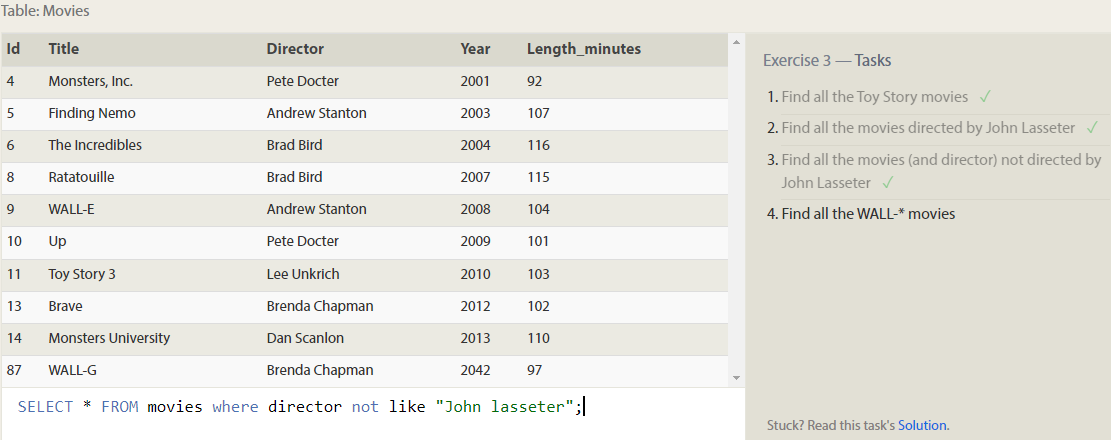 Table: Movies
Id Title Director Year Length_minutes
4 Monsters, Inc. Pete Docter 2001 92
5 Finding Nemo Andrew Stanton 2003 107
6 The Incredibles Brad Bird 2004 116
8 Ratatouille Brad Bird 2007 115
9 WALL-E Andrew Stanton 2008 104
10 Up Pete Docter 2009 101
11 Toy Story 3 Lee Unkrich 2010 103
13 Brave Brenda Chapman 2012 102
14 Monsters University Dan Scanlon 2013 110
87 WALL-G Brenda Chapman 2042 97
SELECT * FROM movies where director not like "John lasseter";
Exercise 3 — Tasks
1. Find all the Toy Story movies ✓
2. Find all the movies directed by John Lasseter ✓
3. Find all the movies (and director) not directed by
John Lasseter ✓
4. Find all the WALL-* movies
Stuck? Read this task's Solution.